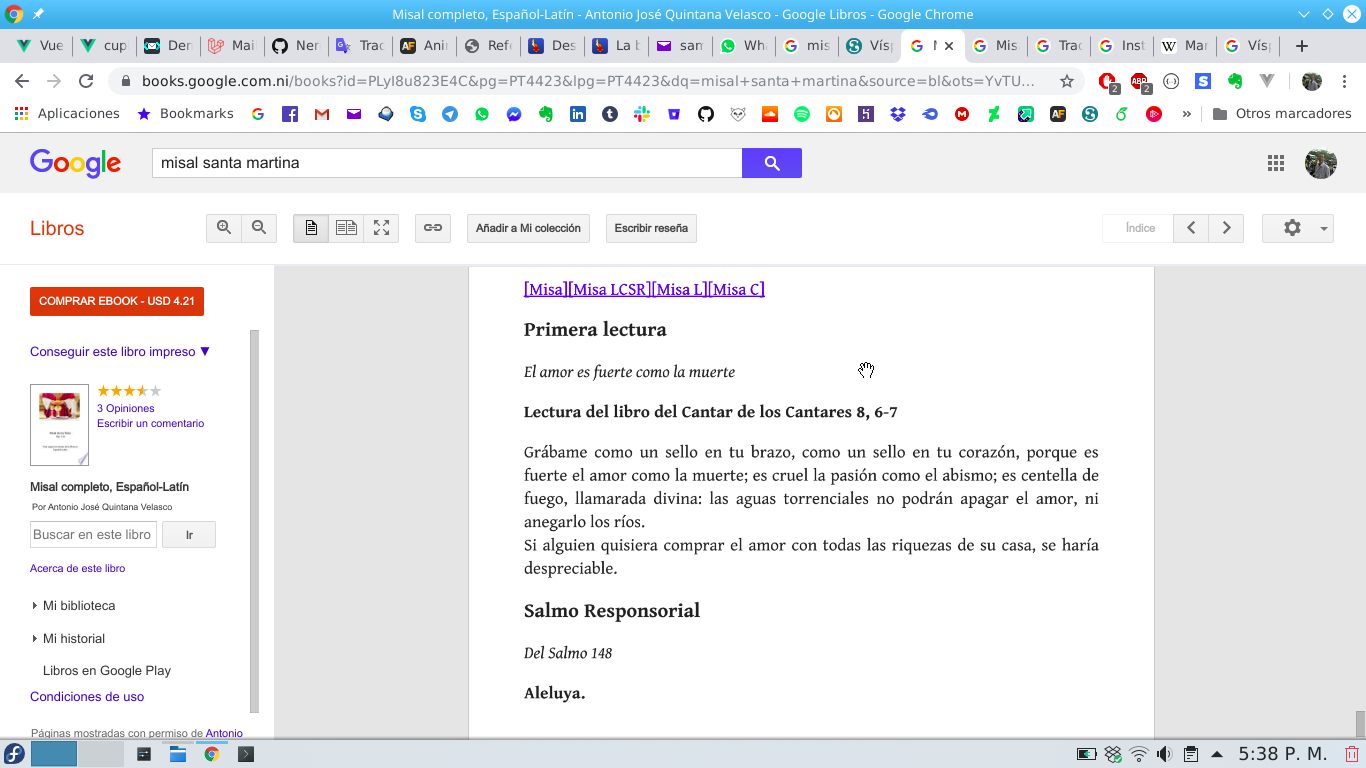 Misal completo, Español-Latín - Antonio José Quintana Velasco - Google Libros - Google Chrome
Vue cup Den Mai Ner Trac Ani Refe Des La b san Wha mis Vísp Mis Tra Inst Mar Vísp
books.google.com.ni/books?id=PLyI8u823E4C&pg=PT4423&lpg=PT4423&dq=misal+santa+martina&source=bl&ots=YvTU...
2 2
Aplicaciones Bookmarks Otros marcadores
Google misal santa martina
Libros Añadir a Mi colección Escribir reseña Índice
COMPRAR EBOOK - USD 4.21
Conseguir este libro impreso ▼
3 Opiniones
Escribir un comentario
Misal completo, Español-Latín
Por Antonio José Quintana Velasco
Buscar en este libro Ir
Acerca de este libro
Mi biblioteca
Mi historial
Libros en Google Play
Condiciones de uso
Páginas mostradas con permiso de Antonio
[Misa][Misa LCSR][Misa L][Misa C]
Primera lectura
El amor es fuerte como la muerte
Lectura del libro del Cantar de los Cantares 8, 6-7
Grábame como un sello en tu brazo, como un sello en tu corazón, porque es
fuerte el amor como la muerte; es cruel la pasión como el abismo; es centella de
fuego, llamarada divina: las aguas torrenciales no podrán apagar el amor, ni
anegarlo los ríos.
Si alguien quisiera comprar el amor con todas las riquezas de su casa, se haría
despreciable.
Salmo Responsorial
Del Salmo 148
Aleluya.
5:38 P. M.